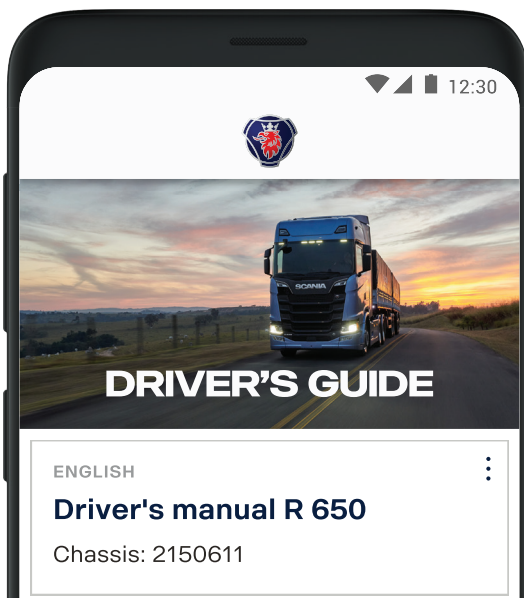 12:30
SCANIA
DRIVER'S GUIDE
ENGLISH
Driver's manual R 650
Chassis: 2150611